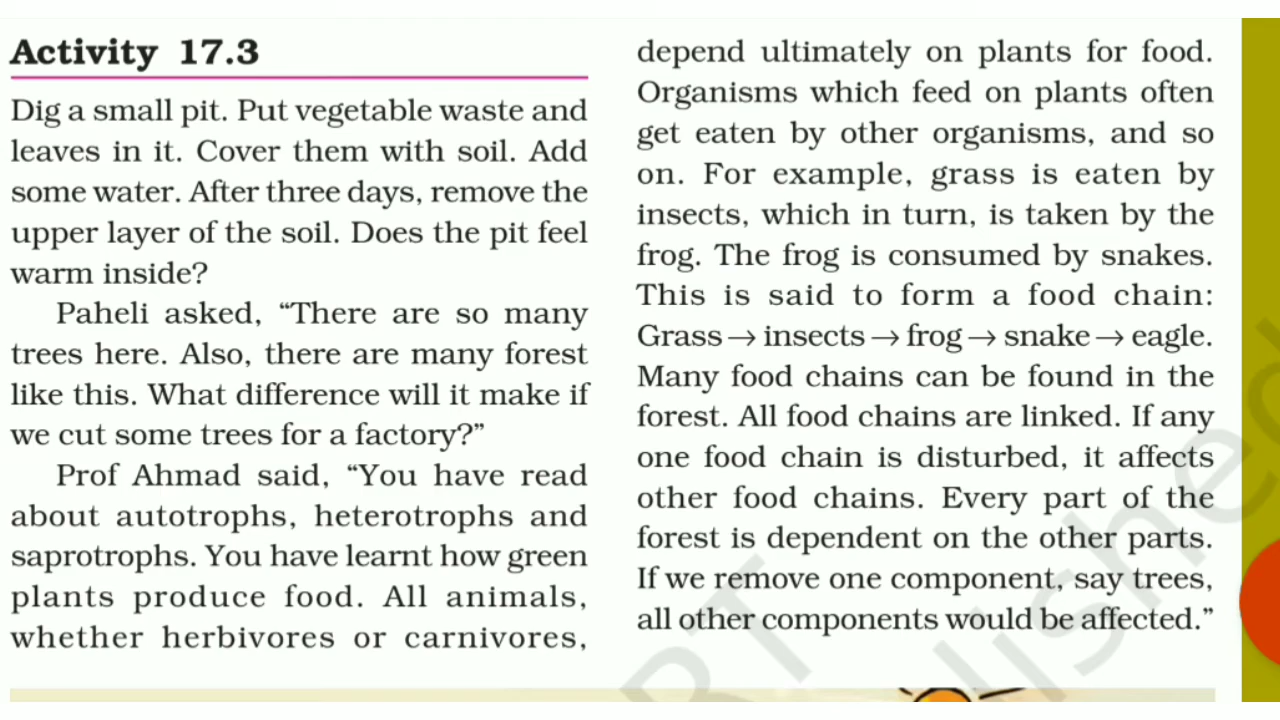 Activity 17.3
Dig a small pit. Put vegetable waste and
leaves in it. Cover them with soil. Add
some water. After three days, remove the
upper layer of the soil. Does the pit feel
warm inside?
Paheli asked, “There are so many
trees here. Also, there are many forest
like this. What difference will it make if
we cut some trees for a factory?”
Prof Ahmad said, “You have read
about autotrophs, heterotrophs and
saprotrophs. You have learnt how green
plants produce food. All animals,
whether herbivores or carnivores,
depend ultimately on plants for food.
Organisms which feed on plants often
get eaten by other organisms, and so
on. For example, grass is eaten by
insects, which in turn, is taken by the
frog. The frog is consumed by snakes.
This is said to form a food chain:
Grass → insects → frog → snake → eagle.
Many food chains can be found in the
forest. All food chains are linked. If any
one food chain is disturbed, it affects
other food chains. Every part of the
forest is dependent on the other parts.
If we remove one component, say trees,
all other components would be affected.”